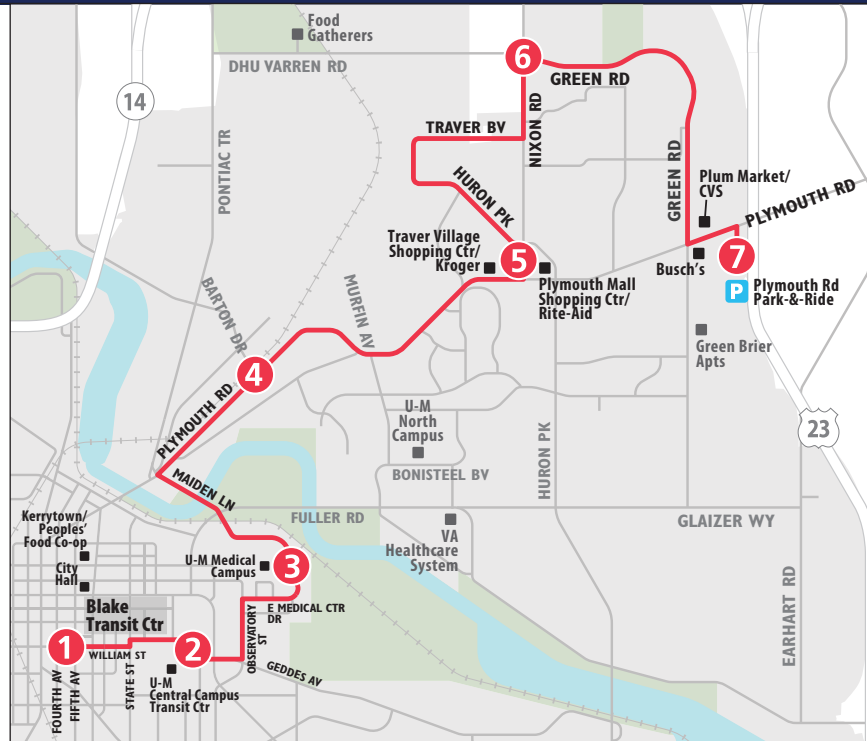 Food
Gatherers
DHU VARREN RD
6
GREEN RD
14
TRAVER BV
NIXON RD
PONTIAC TR
HURON PK
GREEN RD
Plum Market/
CVS
PLYMOUTH RD
Traver Village
Shopping Ctr/
Kroger
5
Plymouth Mall
Shopping Ctr/
Rite-Aid
Busch's
7
P
Plymouth Rd
Park-&-Ride
BARTON DR
MURFIN AV
Green Brier
Apts
4
PLYMOUTH RD
U-M
North
Campus
23
BONISTEEL BV
HURON PK
MAIDEN LN
FULLER RD
GLAIZER WY
Kerrytown/
Peoples'
Food Co-op
City
Hall
VA
Healthcare
System
U-M Medical
Campus
3
Blake
Transit Ctr
E MEDICAL CTR
DR
OBSERVATORY
ST
EARHART RD
1
WILLIAM ST
2
GEDDES AV
FOURTH AV
FIFTH AV
STATE ST
U-M
Central Campus
Transit Ctr